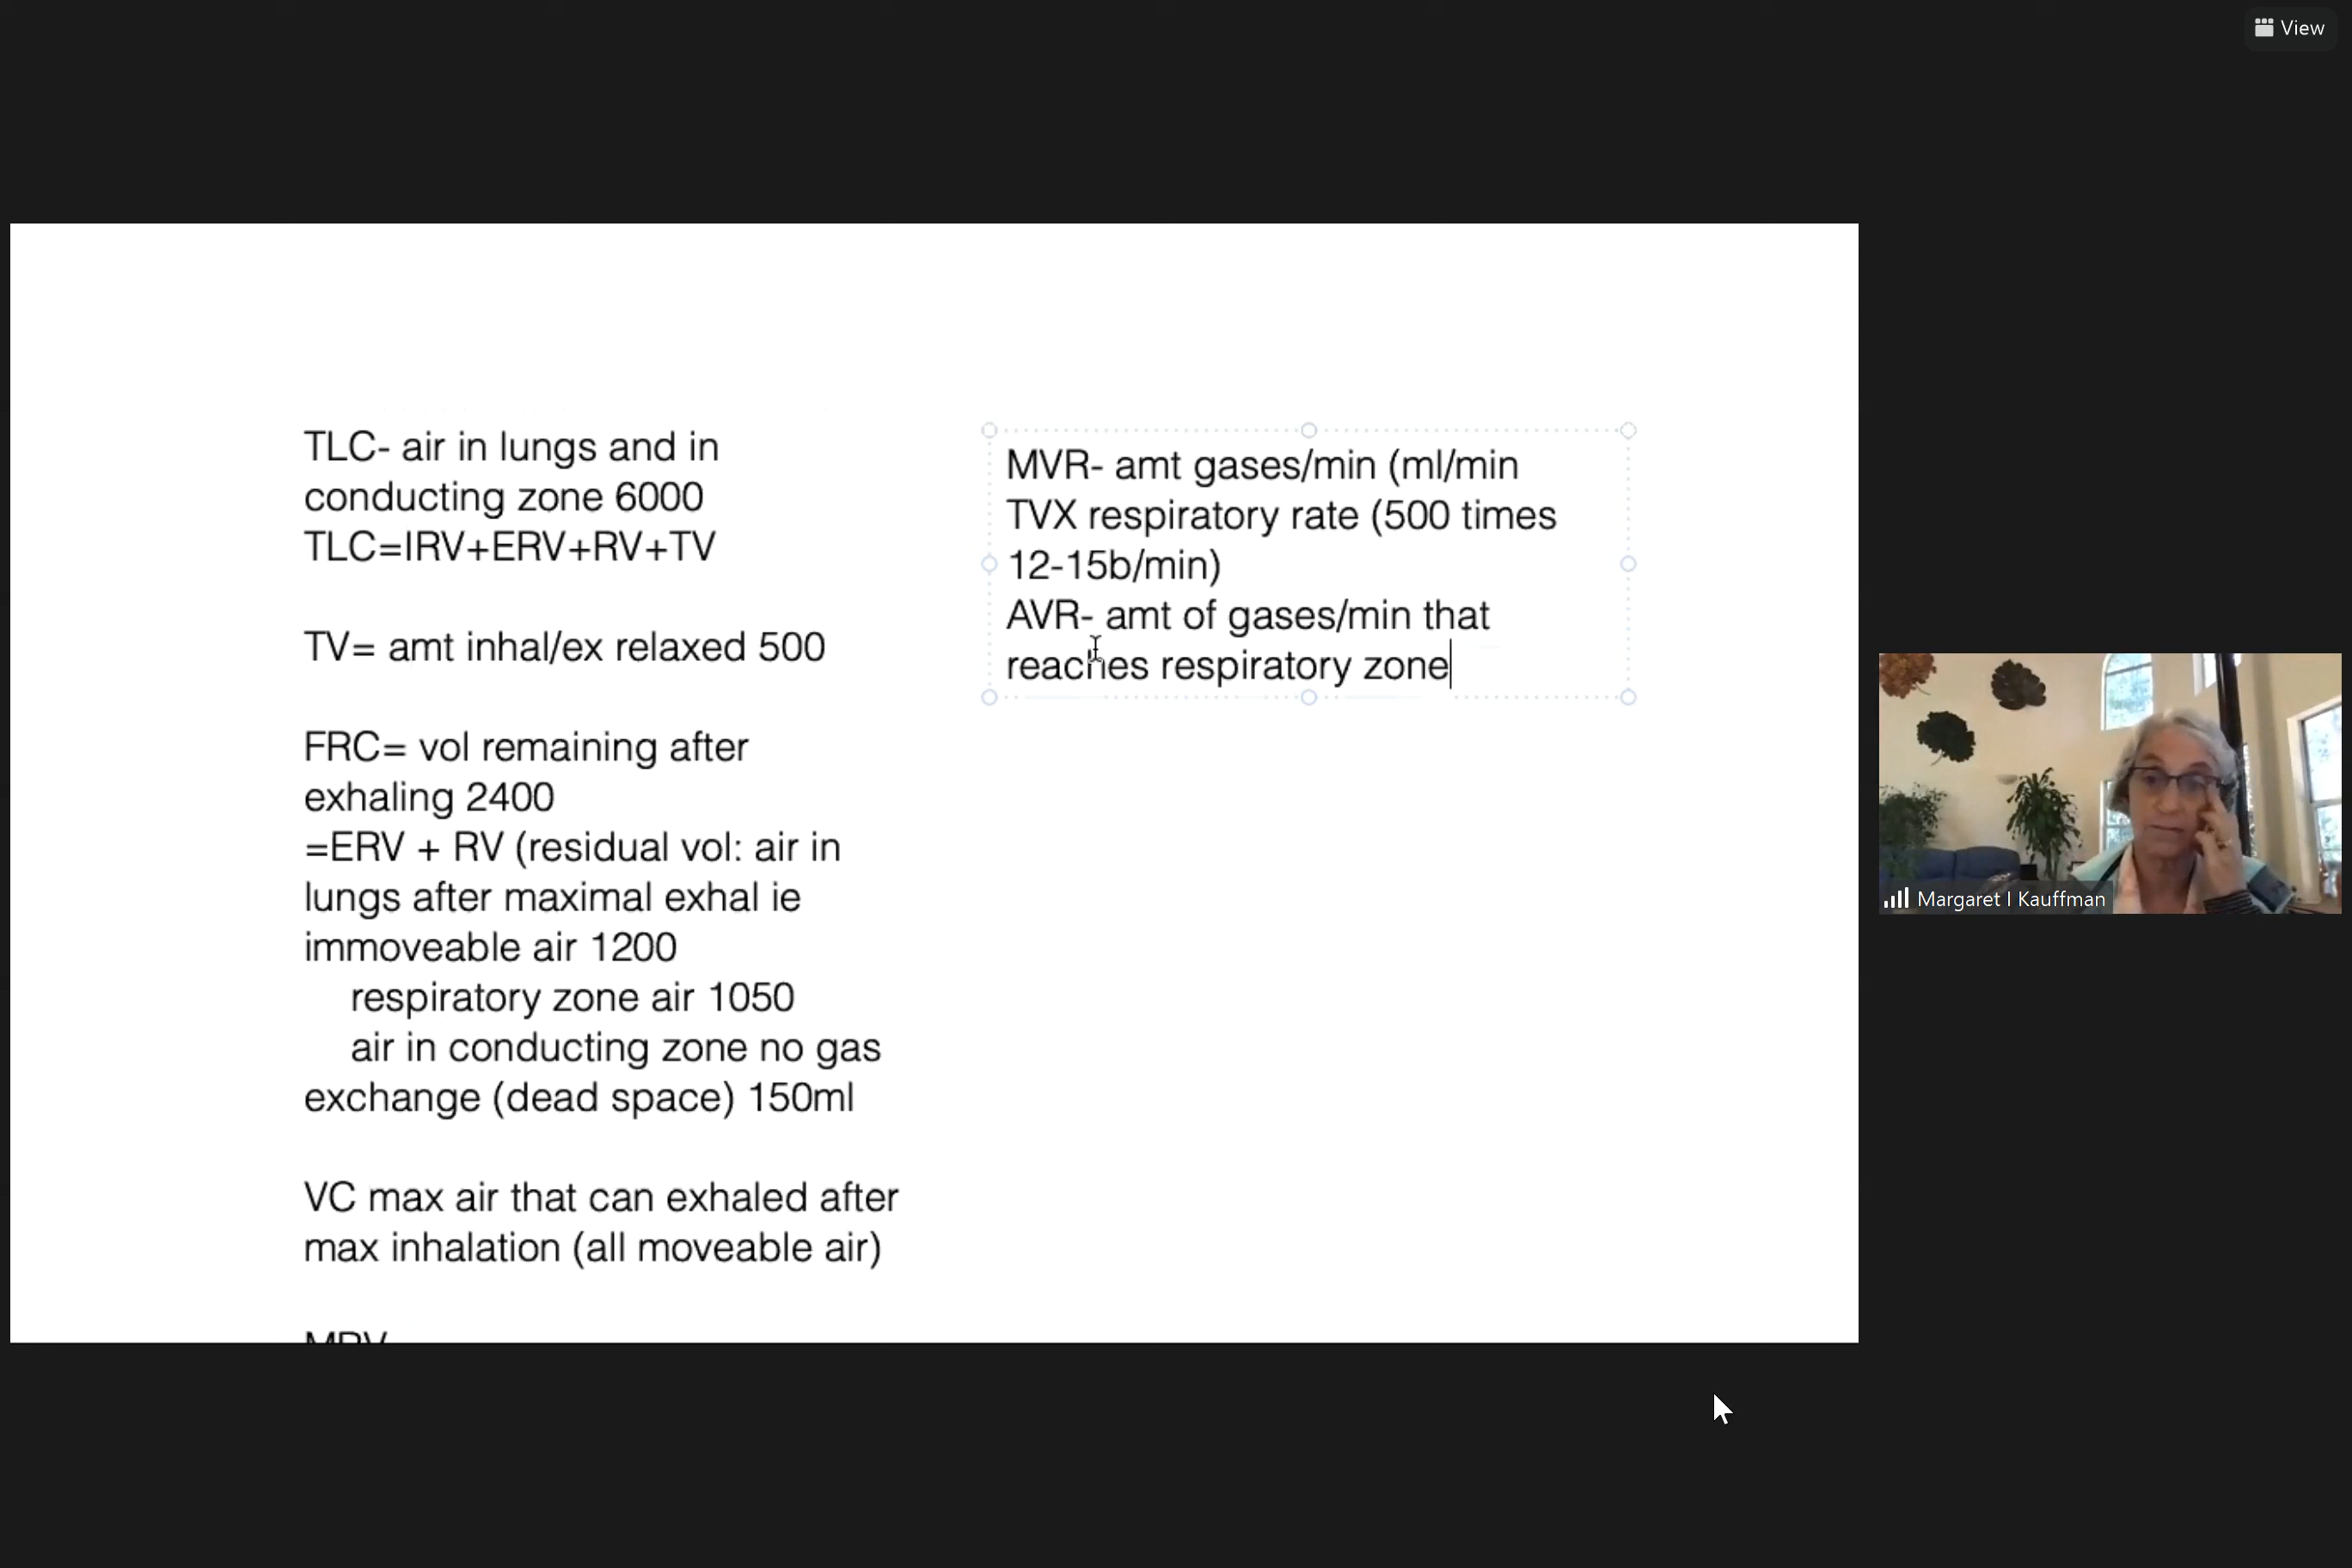 View
TLC- air in lungs and in
conducting zone 6000
TLC=IRV+ERV+RV+TV
TV= amt inhal/ex relaxed 500
FRC= vol remaining after
exhaling 2400
=ERV + RV (residual vol: air in
lungs after maximal exhal ie
immoveable air 1200
respiratory zone air 1050
air in conducting zone no gas
exchange (dead space) 150ml
VC max air that can exhaled after
max inhalation (all moveable air)
MRV
MVR- amt gases/min (ml/min
TVX respiratory rate (500 times
12-15b/min)
AVR- amt of gases/min that
reaches respiratory zone
Margaret I Kauffman